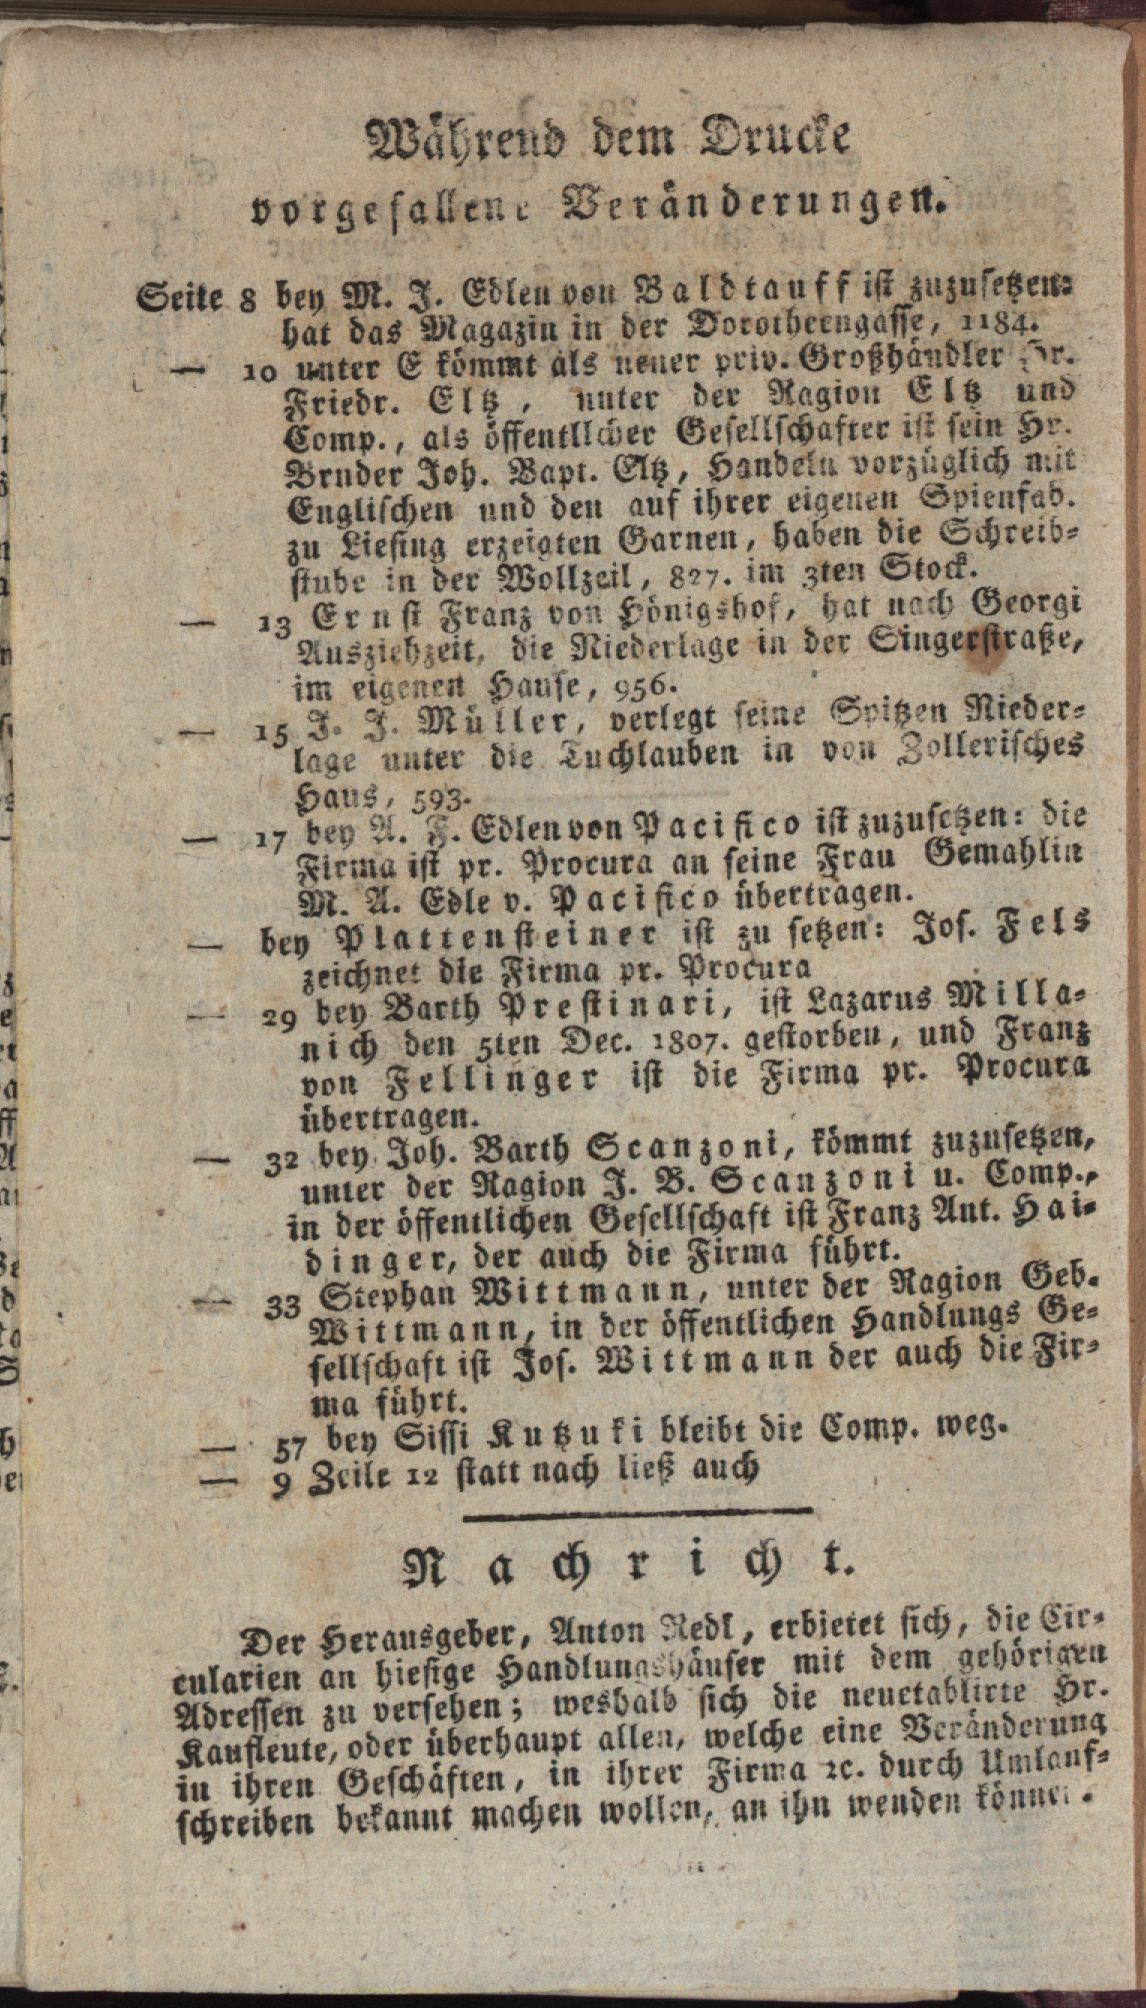 Während dem Drucke
vorgefallene Veränderungen.
Seite 8 bey M. J. Edlen von Baldtauff ist zuzusetzen:
hat das Magazin in der Dorotheengasse, 1184.
— 10 unter E kömmt als neuer priv. Großhändler Hr.
Friedr. Eltz, unter der Ragion Eltz und
Comp., als öffentlicher Gesellschafter ist sein Hr.
Bruder Joh. Bapt. Eltz, Handeln vorzüglich mit
Englischen und den auf ihrer eigenen Spienfab.
zu Liesing erzeigten Garnen, haben die Schreib-
stube in der Wollzeil, 827. im 3ten Stock.
— 13 Ernst Franz von Hönigshof, hat nach Georgi
Ausziehzeit, die Niederlage in der Singerstraße,
im eigenen Hause, 956.
— 15 J. J. Müller, verlegt seine Spitzen Nieder-
lage unter die Tuchlauben in von Zollerisches
Haus, 593.
— 17 bey A. F. Edlen von Pacifico ist zuzusetzen: die
Firma ist pr. Procura an seine Frau Gemahlin
M. A. Edle v. Pacifico übertragen.
— bey Plattensteiner ist zu setzen: Jos. Fels
zeichnet die Firma pr. Procura
— 29 bey Barth Prestinari, ist Lazarus Milla-
nich den 5ten Dec. 1807. gestorben, und Franz
von Fellinger ist die Firma pr. Procura
übertragen.
— 32 bey Joh. Barth Scanzoni, kömmt zuzusetzen,
unter der Ragion J. B. Scanzoni u. Comp.,
in der öffentlichen Gesellschaft ist Franz Ant. Hai-
dinger, der auch die Firma führt.
— 33 Stephan Wittmann, unter der Ragion Geb.
Wittmann, in der öffentlichen Handlungs Ge-
sellschaft ist Jos. Wittmann der auch die Fir-
ma führt.
— 57 bey Sissi Kutzuki bleibt die Comp. weg.
— 9 Zeile 12 statt nach ließ auch
Nachricht.
Der Herausgeber, Anton Redl, erbietet sich, die Cir-
cularien an hiesige Handlungshäuser mit dem gehörigen
Adressen zu versehen; weshalb sich die neuetablirte Hr.
Kaufleute, oder überhaupt allen, welche eine Veränderung
in ihren Geschäften, in ihrer Firma ꝛc. durch Umlauf-
schreiben bekannt machen wollen, an ihn wenden können.